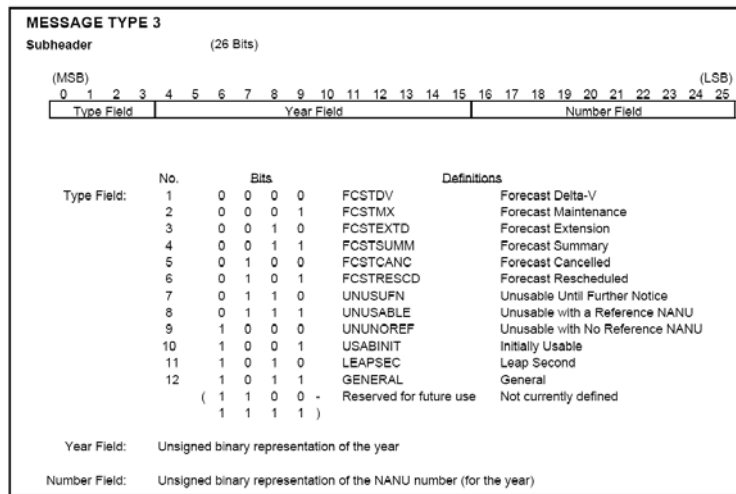 MESSAGE TYPE 3
Subheader (26 Bits)
(MSB) (LSB)
0 1 2 3 4 5 6 7 8 9 10 11 12 13 14 15 16 17 18 19 20 21 22 23 24 25
Type Field Year Field Number Field
No. Bits Definitions
Type Field: 1 0 0 0 0 FCSTDV Forecast Delta-V
2 0 0 0 1 FCSTMX Forecast Maintenance
3 0 0 1 0 FCSTEXTD Forecast Extension
4 0 0 1 1 FCSTSUMM Forecast Summary
5 0 1 0 0 FCSTCANC Forecast Cancelled
6 0 1 0 1 FCSTRESCD Forecast Rescheduled
7 0 1 1 0 UNUSUFN Unusable Until Further Notice
8 0 1 1 1 UNUSABLE Unusable with a Reference NANU
9 1 0 0 0 UNUNOREF Unusable with No Reference NANU
10 1 0 0 1 USABINIT Initially Usable
11 1 0 1 0 LEAPSEC Leap Second
12 1 0 1 1 GENERAL General
( 1 1 0 0 - Reserved for future use Not currently defined
1 1 1 1 )
Year Field: Unsigned binary representation of the year
Number Field: Unsigned binary representation of the NANU number (for the year)